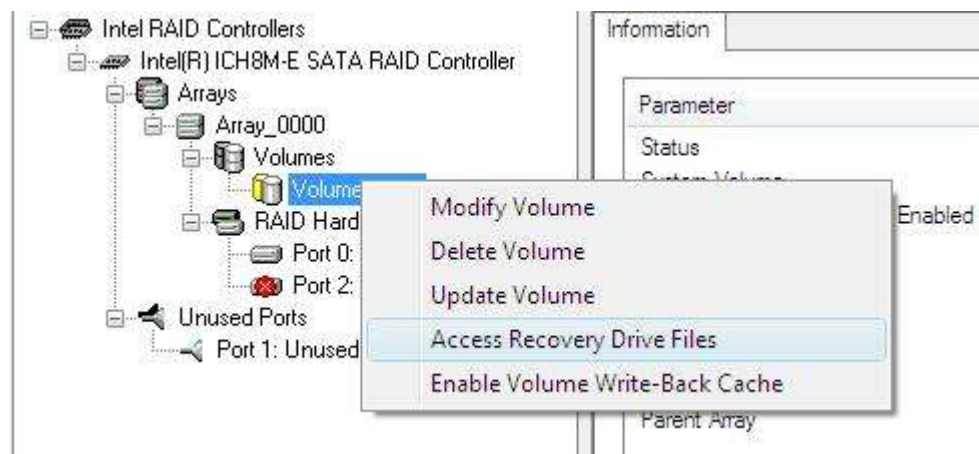 Intel RAID Controllers
Intel(R) ICH8M-E SATA RAID Controller
Arrays
Array_0000
Volumes
Volume
RAID Hard
Port 0:
Port 2:
Unused Ports
Port 1: Unused
Modify Volume
Delete Volume
Update Volume
Access Recovery Drive Files
Enable Volume Write-Back Cache
Information
Parameter
Status
System Volume
Enabled
Parent Array